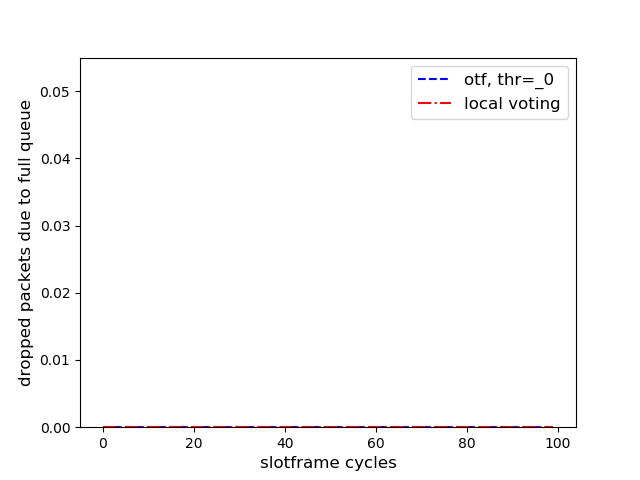 otf, thr=_0
local voting
dropped packets due to full queue
0.05
0.04
0.03
0.02
0.01
0.00
0 20 40 60 80 100
slotframe cycles